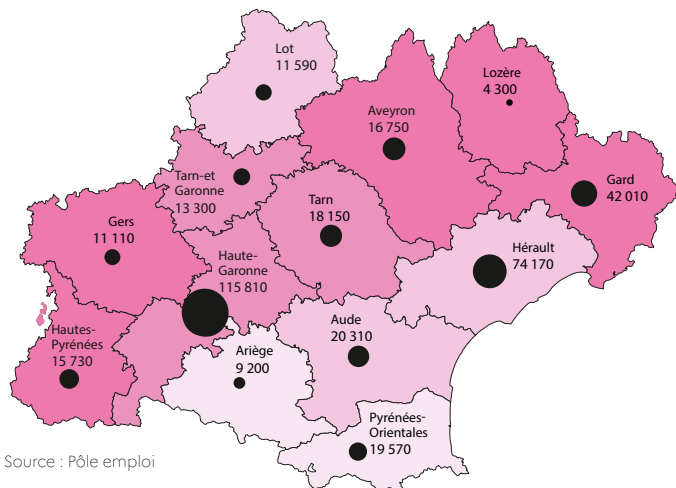 Lot
11 590
Lozère
4 300
Aveyron
16 750
Tarn-et
Garonne
13 300
Gard
42 010
Tarn
18 150
Gers
11 110
Hérault
74 170
Haute-
Garonne
115 810
Aude
20 310
Hautes-
Pyrénées
15 730
Ariège
9 200
Pyrénées-
Orientales
19 570
Source : Pôle emploi